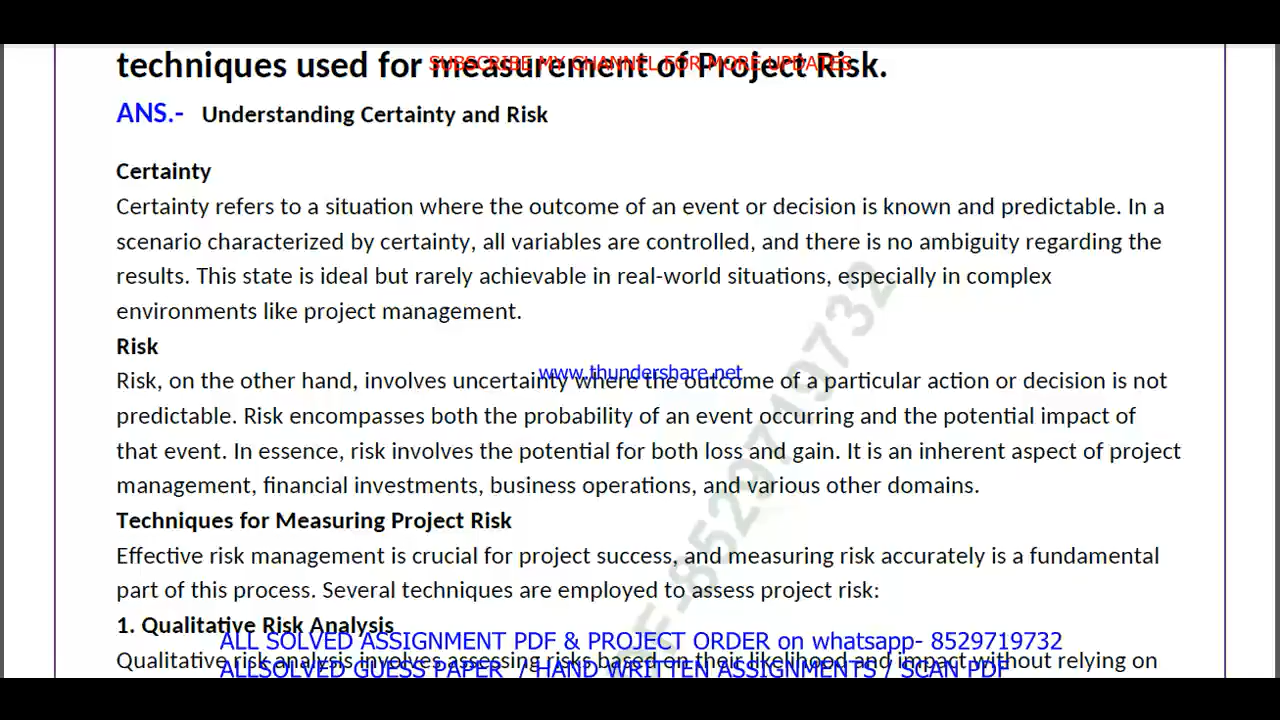 techniques used for measurement of Project Risk.
SUBSCRIBE MY CHANNEL FOR MORE UPDATES
ANS.- Understanding Certainty and Risk
Certainty
Certainty refers to a situation where the outcome of an event or decision is known and predictable. In a
scenario characterized by certainty, all variables are controlled, and there is no ambiguity regarding the
results. This state is ideal but rarely achievable in real-world situations, especially in complex
environments like project management.
Risk
www.thundershare.net
Risk, on the other hand, involves uncertainty where the outcome of a particular action or decision is not
predictable. Risk encompasses both the probability of an event occurring and the potential impact of
that event. In essence, risk involves the potential for both loss and gain. It is an inherent aspect of project
management, financial investments, business operations, and various other domains.
Techniques for Measuring Project Risk
Effective risk management is crucial for project success, and measuring risk accurately is a fundamental
part of this process. Several techniques are employed to assess project risk:
1. Qualitative Risk Analysis
ALL SOLVED ASSIGNMENT PDF & PROJECT ORDER on whatsapp- 8529719732
Qualitative risk analysis involves assessing risks based on their likelihood and impact without relying on
ALLSOLVED GUESS PAPER / HAND WRITTEN ASSIGNMENTS / SCAN PDF
-8529719732